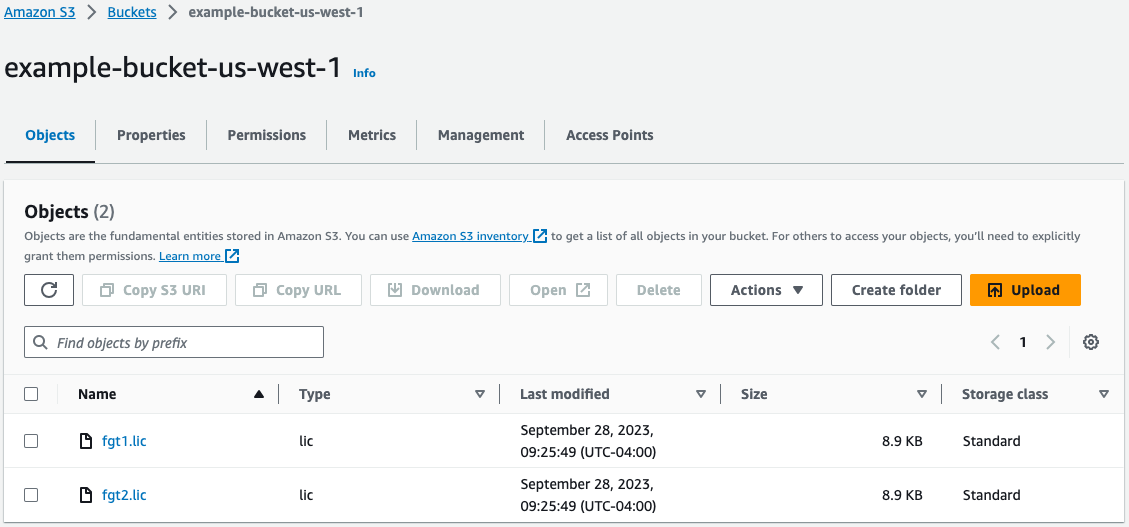 Amazon S3 > Buckets > example-bucket-us-west-1
example-bucket-us-west-1 Info
Objects Properties Permissions Metrics Management Access Points
Objects (2)
Objects are the fundamental entities stored in Amazon S3. You can use Amazon S3 inventory to get a list of all objects in your bucket. For others to access your objects, you'll need to explicitly
grant them permissions. Learn more
Copy S3 URI Copy URL Download Open Delete Actions Create folder Upload
Find objects by prefix 1
Name Type Last modified Size Storage class
fgt1.lic lic September 28, 2023, 8.9 KB Standard
09:25:49 (UTC-04:00)
fgt2.lic lic September 28, 2023, 8.9 KB Standard
09:25:49 (UTC-04:00)